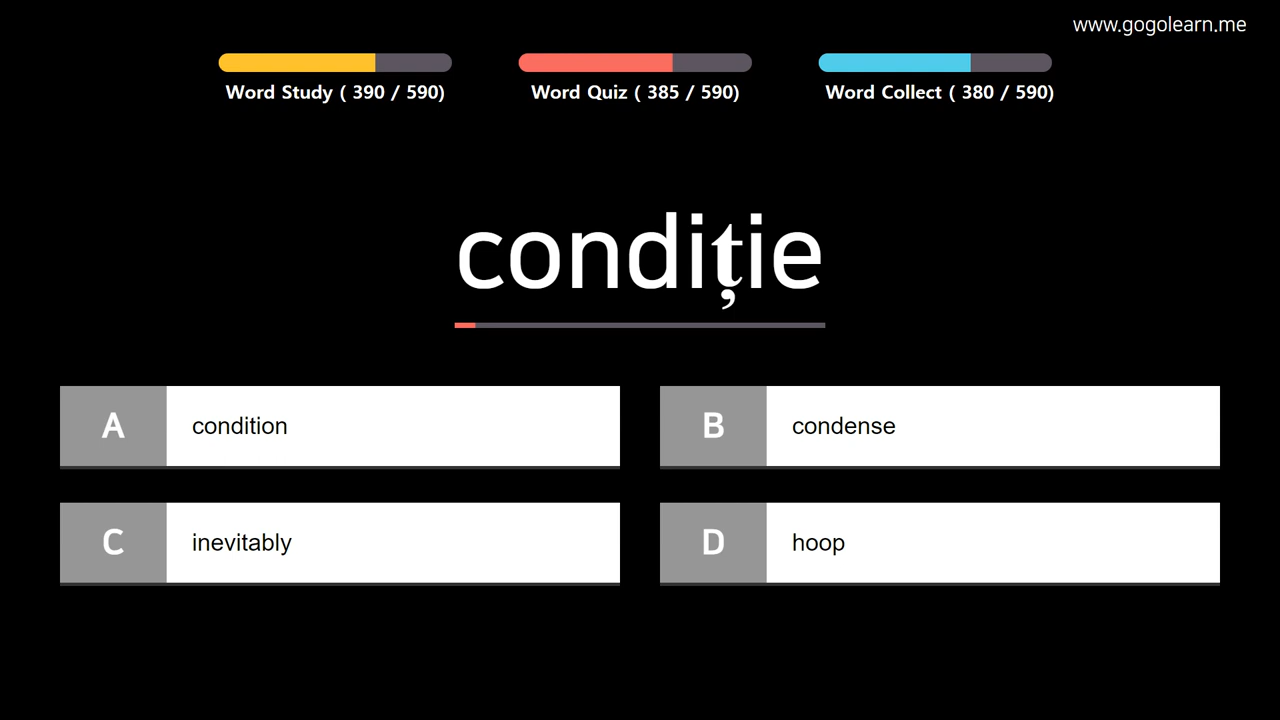 www.gogolearn.me
Word Study ( 390 / 590)
Word Quiz ( 385 / 590)
Word Collect ( 380 / 590)
condiție
A condition
B condense
C inevitably
D hoop